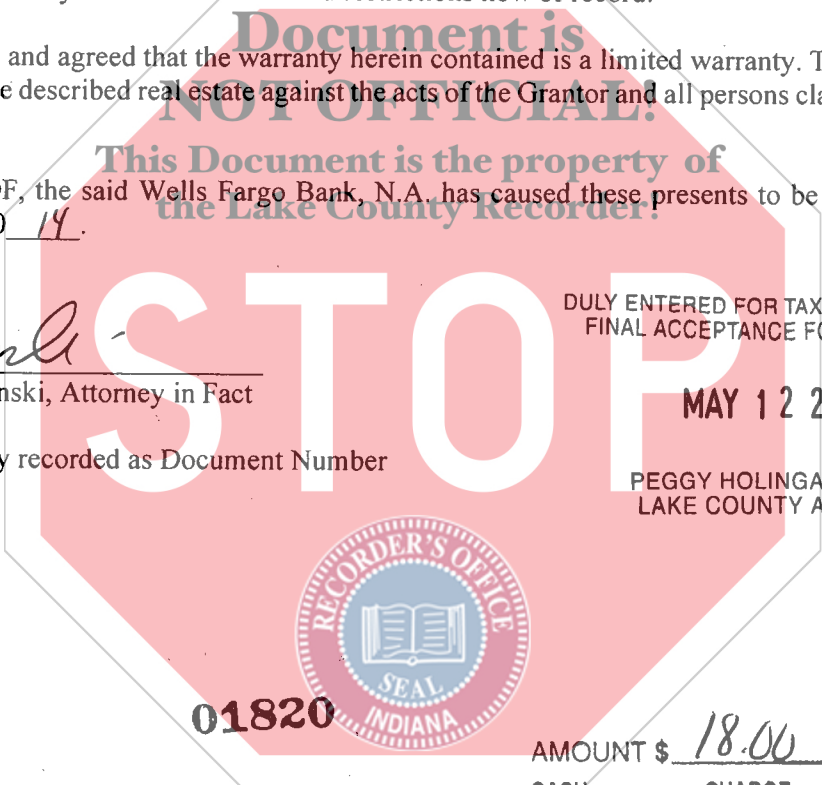 Document is
and agreed that the warranty herein contained is a limited warranty. T
NOT OFFICIAL!
e described real estate against the acts of the Grantor and all persons cla
This Document is the property of
F, the said Wells Fargo Bank, N.A. has caused these presents to be
the Lake County Recorder!
14.
STOP
DULY ENTERED FOR TAX
FINAL ACCEPTANCE FO
nski, Attorney in Fact
MAY 12 2
y recorded as Document Number
PEGGY HOLINGA
LAKE COUNTY A
RECORDER'S OFFICE
SEAL
INDIANA
01820
AMOUNT $ 18.00